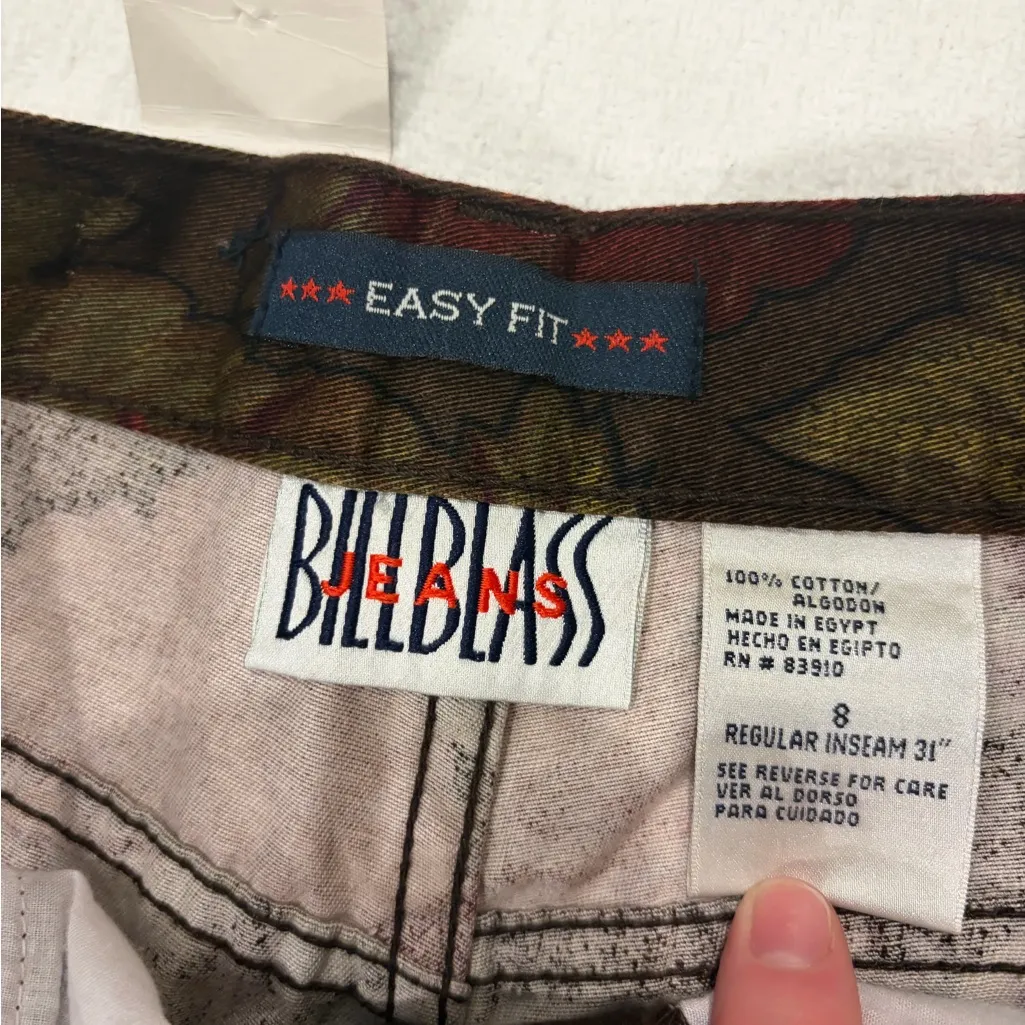 ★★★ EASY FIT ★★★
BILLBLASS
JEANS
100% COTTON/
ALGODON
MADE IN EGYPT
HECHO EN EGIPTO
RN # 83910
8
REGULAR INSEAM 31"
SEE REVERSE FOR CARE
VER AL DORSO
PARA CUIDADO